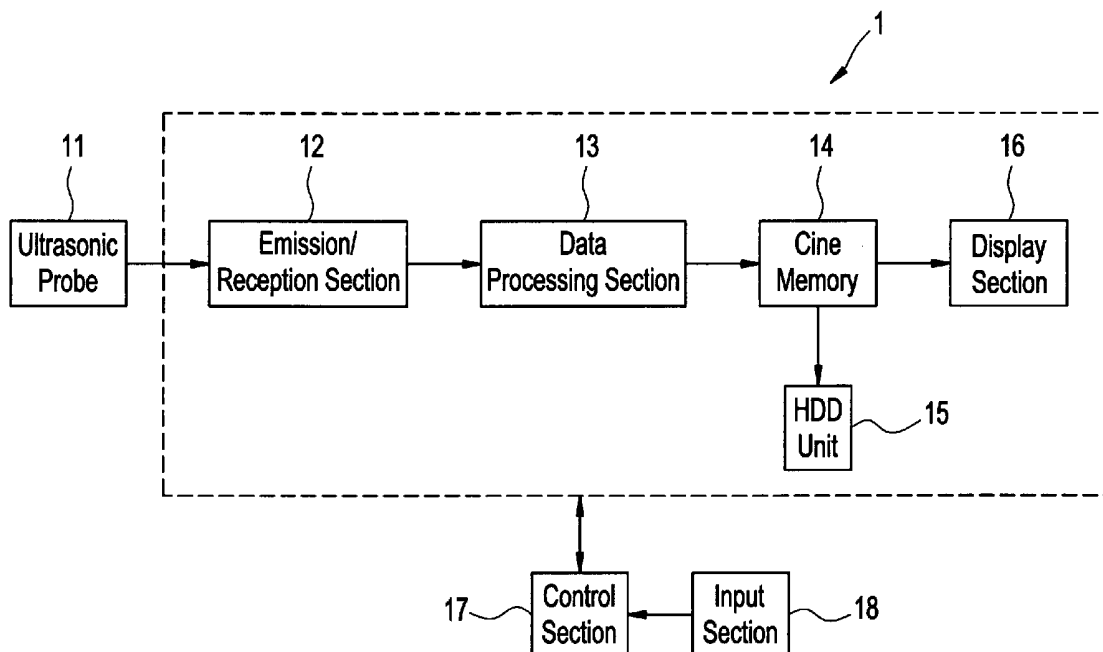 1
11
12
13
14
16
Ultrasonic
Probe
Emission/
Reception Section
Data
Processing Section
Cine
Memory
Display
Section
HDD
Unit
15
17
Control
Section
Input
Section
18